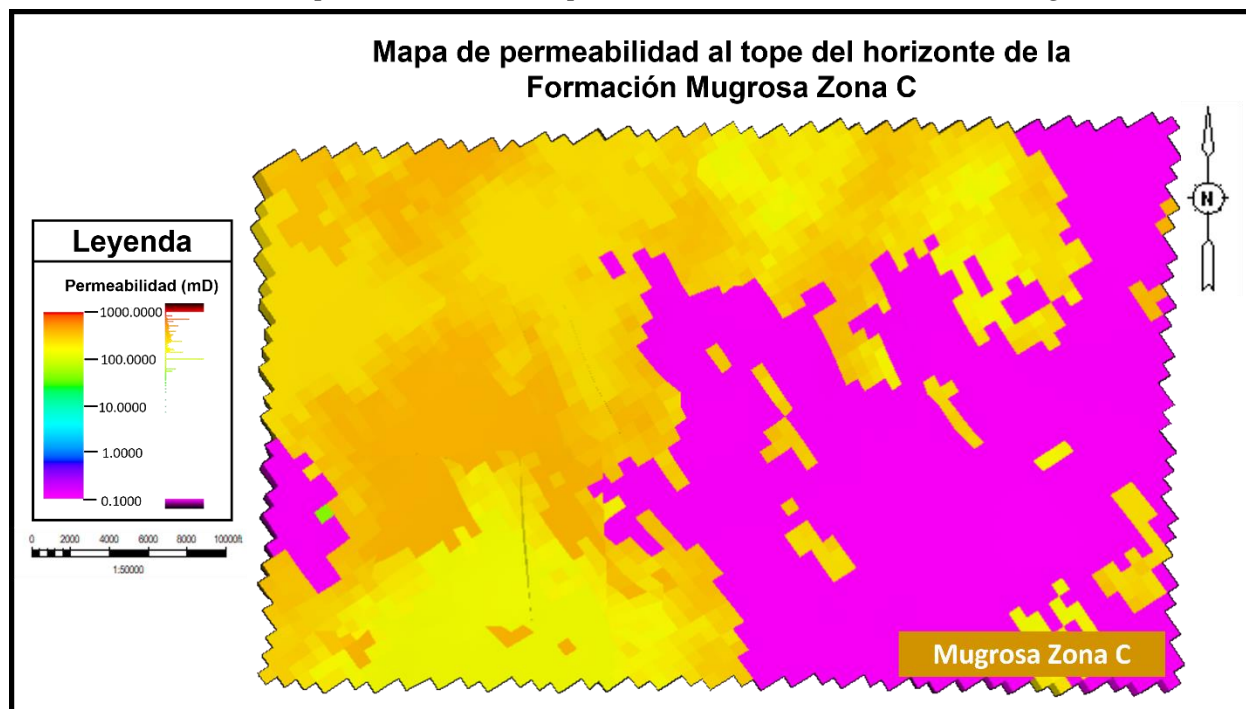 Mapa de permeabilidad al tope del horizonte de la
Formación Mugrosa Zona C
N
Leyenda
Permeabilidad (mD)
1000.0000
100.0000
10.0000
1.0000
0.1000
0 2000 4000 6000 8000 10000ft
1:50000
Mugrosa Zona C